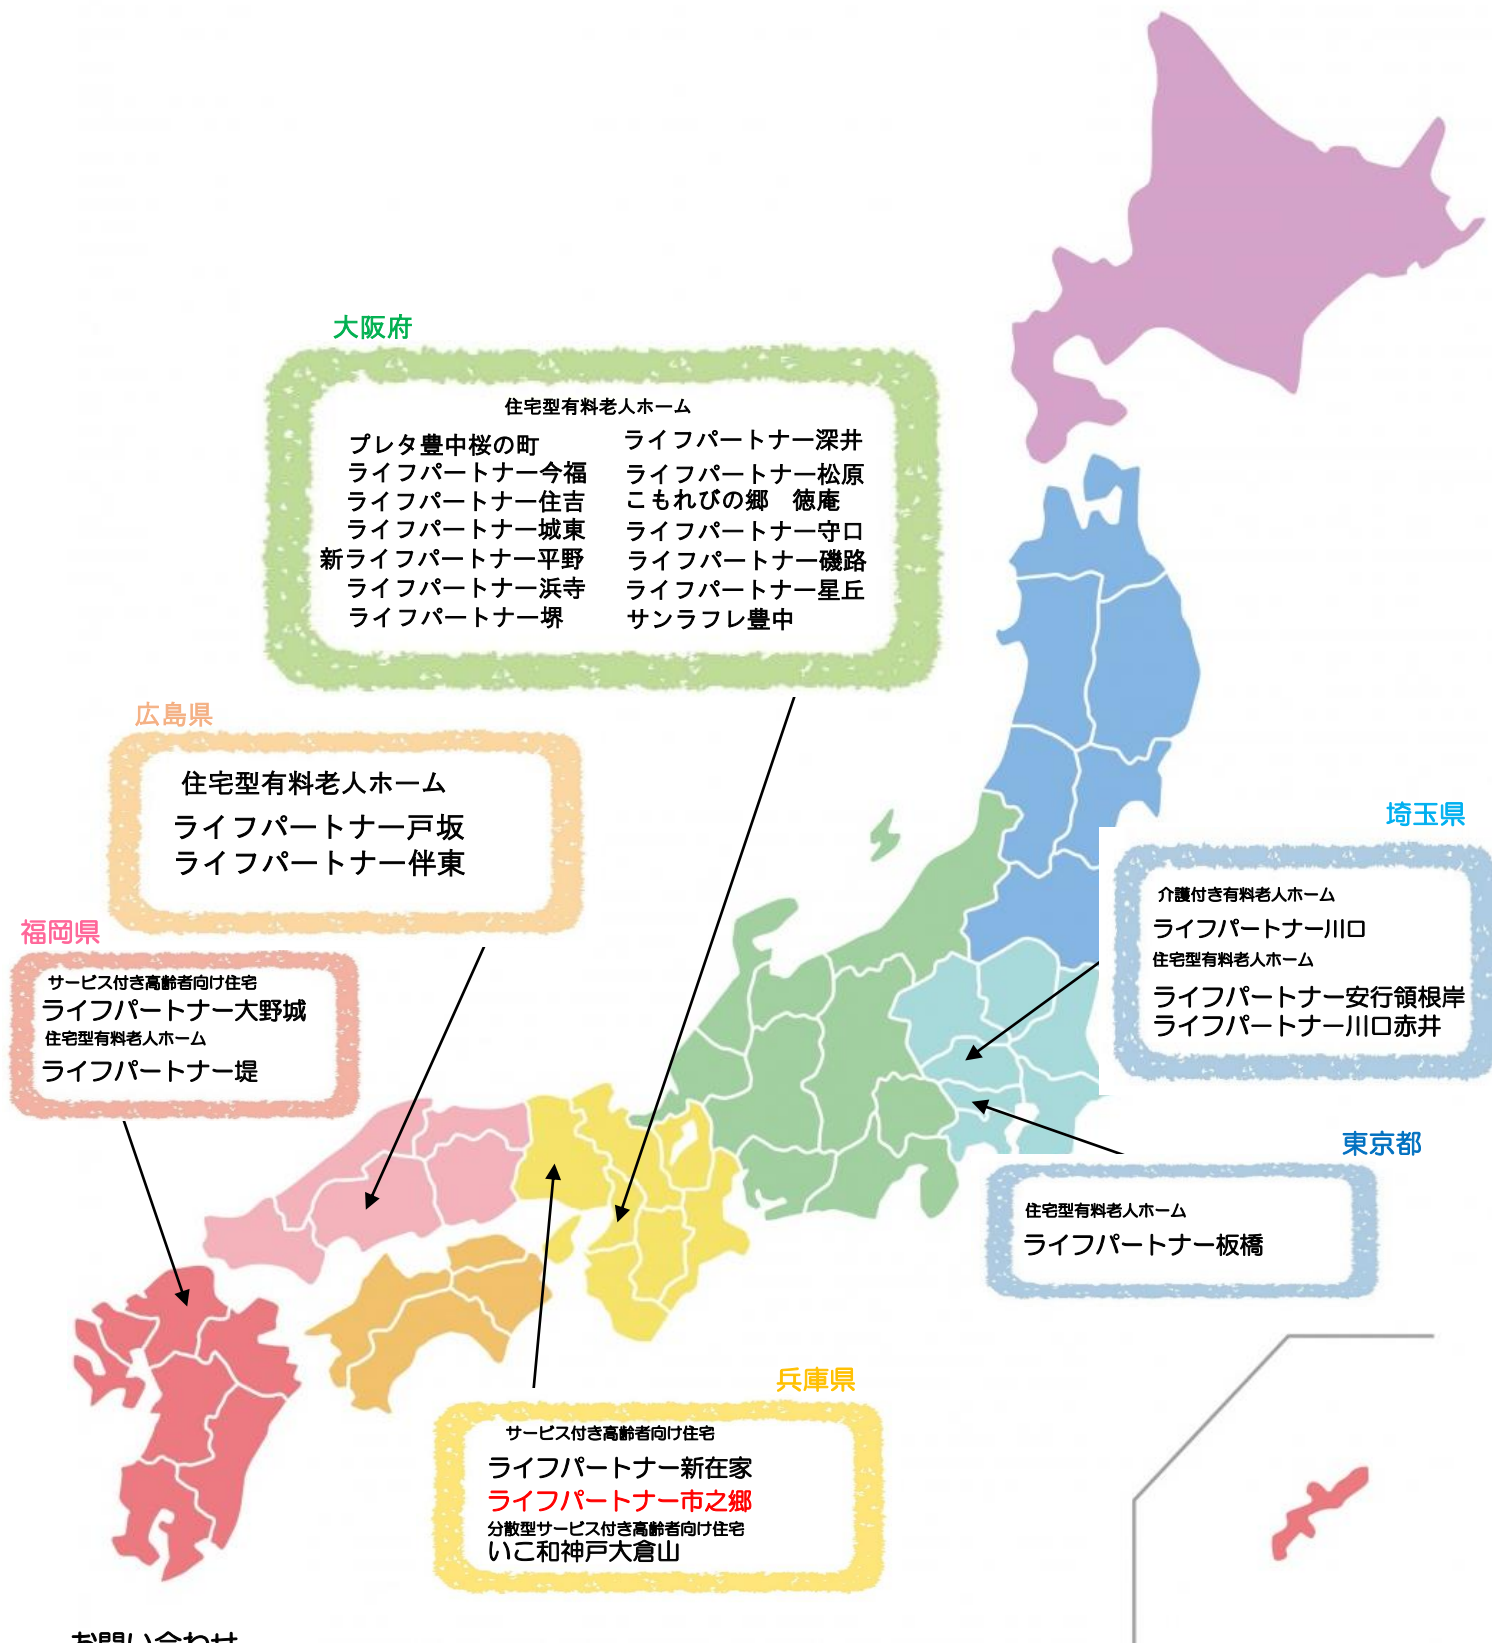 大阪府
住宅型有料老人ホーム
プレタ豊中桜の町
ライフパートナー今福
ライフパートナー住吉
ライフパートナー城東
新ライフパートナー平野
ライフパートナー浜寺
ライフパートナー堺
ライフパートナー深井
ライフパートナー松原
こもれびの郷　徳庵
ライフパートナー守口
ライフパートナー磯路
ライフパートナー星丘
サンラフレ豊中
広島県
住宅型有料老人ホーム
ライフパートナー戸坂
ライフパートナー伴東
埼玉県
介護付き有料老人ホーム
ライフパートナー川口
住宅型有料老人ホーム
ライフパートナー安行領根岸
ライフパートナー川口赤井
福岡県
サービス付き高齢者向け住宅
ライフパートナー大野城
住宅型有料老人ホーム
ライフパートナー堤
東京都
住宅型有料老人ホーム
ライフパートナー板橋
兵庫県
サービス付き高齢者向け住宅
ライフパートナー新在家
ライフパートナー市之郷
分散型サービス付き高齢者向け住宅
いこ和神戸大倉山
お問い合わせ